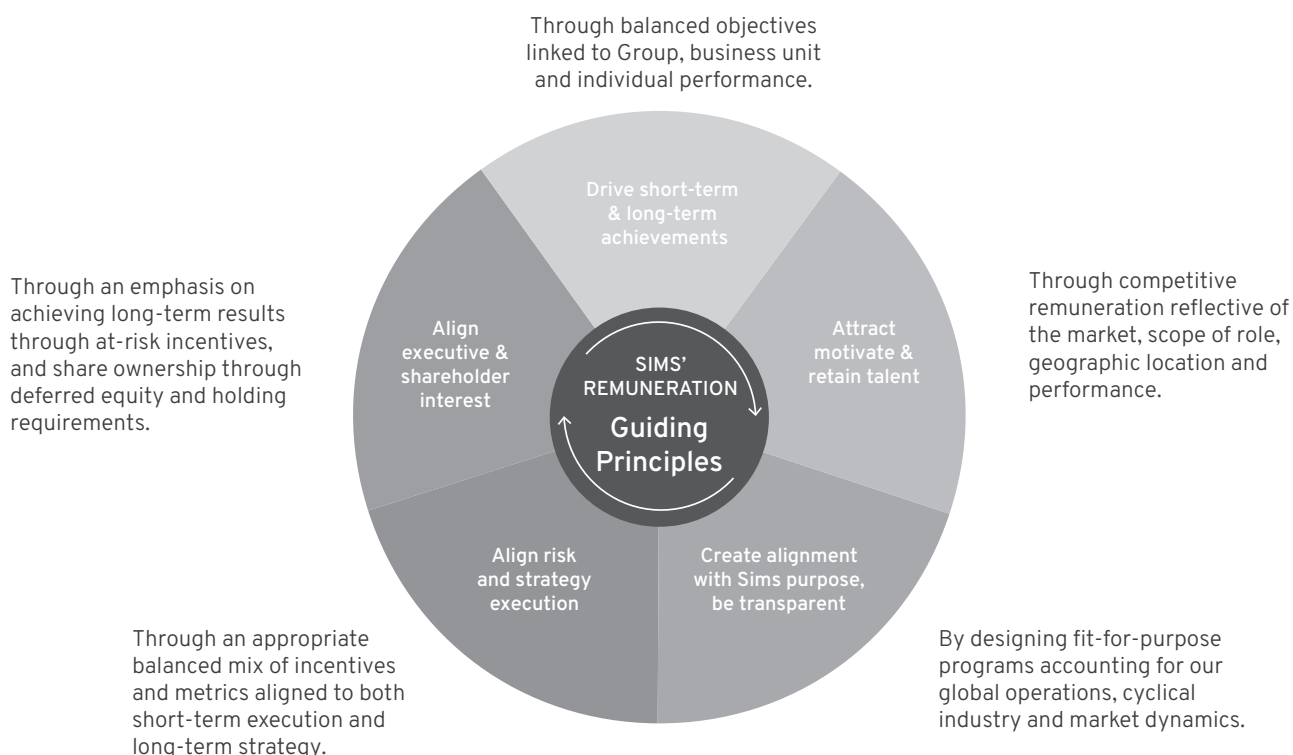 Through balanced objectives
linked to Group, business unit
and individual performance.
Drive short-term
& long-term
achievements
Through competitive
remuneration reflective of
the market, scope of role,
geographic location and
performance.
Attract
motivate &
retain talent
By designing fit-for-purpose
programs accounting for our
global operations, cyclical
industry and market dynamics.
Create alignment
with Sims purpose,
be transparent
Through an appropriate
balanced mix of incentives
and metrics aligned to both
short-term execution and
long-term strategy.
Align risk
and strategy
execution
Through an emphasis on
achieving long-term results
through at-risk incentives,
and share ownership through
deferred equity and holding
requirements.
Align
executive &
shareholder
interest
SIMS’
REMUNERATION
Guiding
Principles